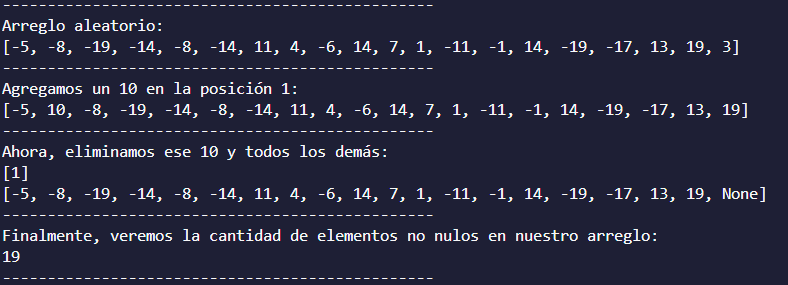 -----------------------------------------------
Arreglo aleatorio:
[-5, -8, -19, -14, -8, -14, 11, 4, -6, 14, 7, 1, -11, -1, 14, -19, -17, 13, 19, 3]
-----------------------------------------------
Agregamos un 10 en la posición 1:
[-5, 10, -8, -19, -14, -8, -14, 11, 4, -6, 14, 7, 1, -11, -1, 14, -19, -17, 13, 19]
-----------------------------------------------
Ahora, eliminamos ese 10 y todos los demás:
[1]
[-5, -8, -19, -14, -8, -14, 11, 4, -6, 14, 7, 1, -11, -1, 14, -19, -17, 13, 19, None]
-----------------------------------------------
Finalmente, veremos la cantidad de elementos no nulos en nuestro arreglo:
19
-----------------------------------------------